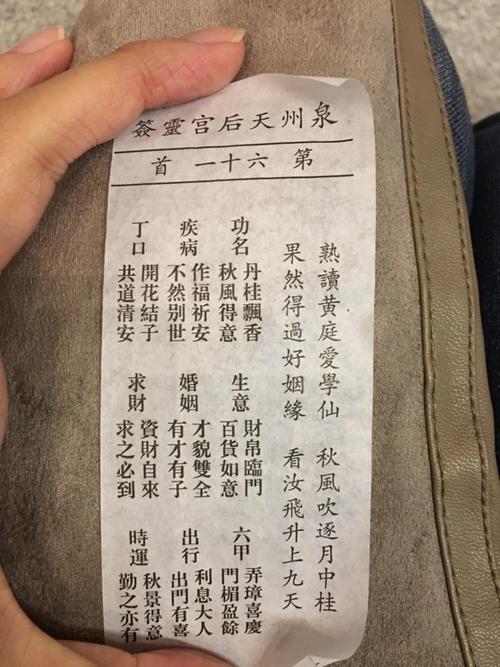 泉州天后宫靈簽
第 六十一 首
熟讀黄庭愛學仙 秋風吹逐月中桂
果然得過好姻緣 看汝飛升上九天
功名
丹桂飄香
秋風得意
生意
財帛臨門
百貨如意
六甲
弄璋喜慶
門楣盈餘
疾病
作福祈安
不然别世
婚姻
才貌雙全
有才有子
出行
利息大人
出門有喜
丁口
開花結子
共道清安
求財
資財自來
求之必到
時運
秋景得意
勤之亦有